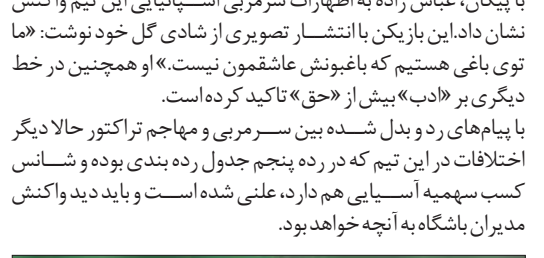 با پیکان، عباس زاده به اظهارات سرمربی اسپانیایی این تیم واکنش
نشان داد.این بازیکن با انتشار تصویری از شادی گل خود نوشت: «ما
توی باغی هستیم که باغبونش عاشقمون نیست.» او همچنین در خط
دیگری بر «ادب» بیش از «حق» تاکید کرده است.
با پیام‌های رد و بدل شده بین سرمربی و مهاجم تراکتور حالا دیگر
اختلافات در این تیم که در رده پنجم جدول رده بندی بوده و شانس
کسب سهمیه آسیایی هم دارد، علنی شده است و باید دید واکنش
مدیران باشگاه به آنچه خواهد بود.